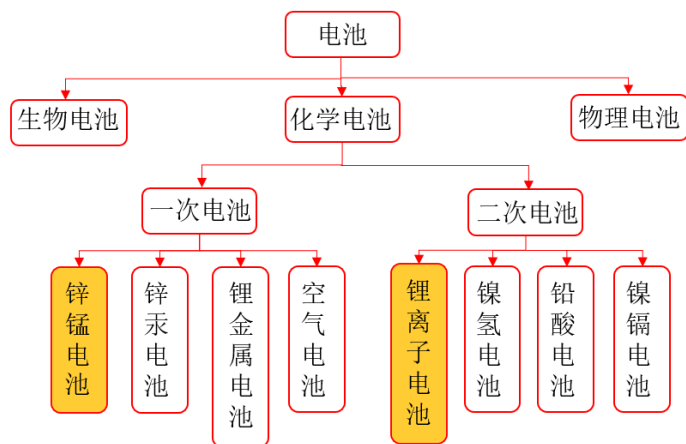 电池
生物电池
化学电池
物理电池
一次电池
二次电池
锌锰电池
锌汞电池
锂金属电池
空气电池
锂离子电池
镍氢电池
铅酸电池
镍镉电池